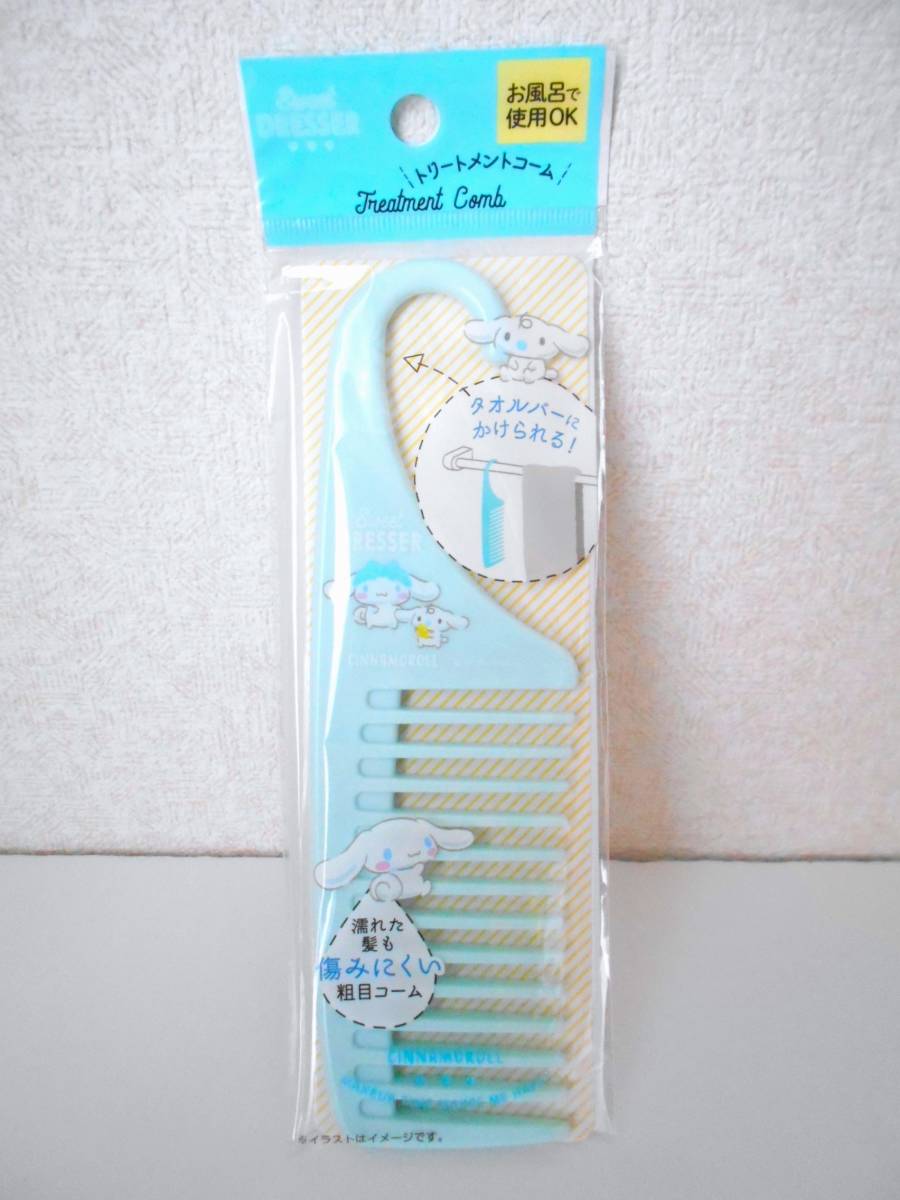 Sweet
DRESSER
お風呂で
使用OK
トリートメントコーム
Treatment Comb
タオルバーに
かけられる！
Sweet
RESSER
CINNAMOROLL
濡れた
髪も
傷みにくい
粗目コーム
CINNAMOROLL
※イラストはイメージです。